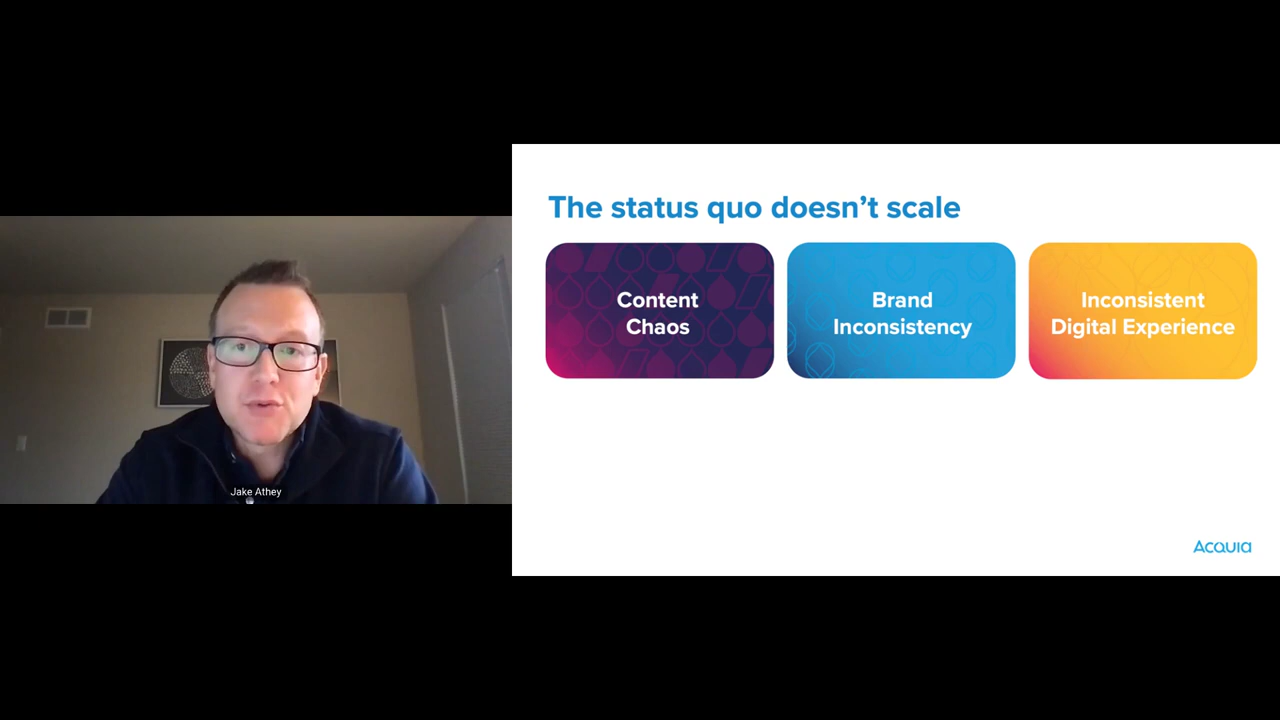 The status quo doesn't scale
Content
Chaos
Brand
Inconsistency
Inconsistent
Digital Experience
Jake Athey
Acquia